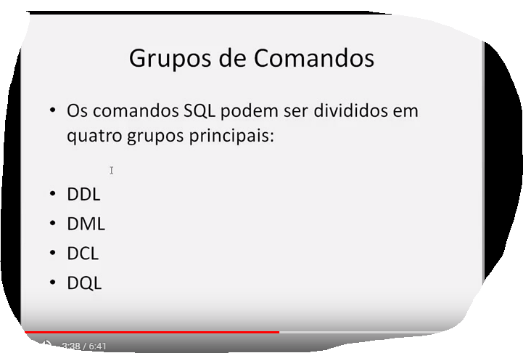 Grupos de Comandos
• Os comandos SQL podem ser divididos em
quatro grupos principais:
• DDL
• DML
• DCL
• DQL
3:38 / 6:41